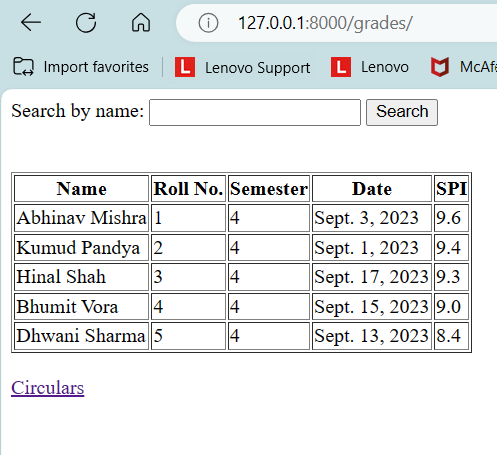 127.0.0.1:8000/grades/
Import favorites L Lenovo Support L Lenovo McAfe
Search by name: Search
Name Roll No. Semester Date SPI
Abhinav Mishra 1 4 Sept. 3, 2023 9.6
Kumud Pandya 2 4 Sept. 1, 2023 9.4
Hinal Shah 3 4 Sept. 17, 2023 9.3
Bhumit Vora 4 4 Sept. 15, 2023 9.0
Dhwani Sharma 5 4 Sept. 13, 2023 8.4
Circulars